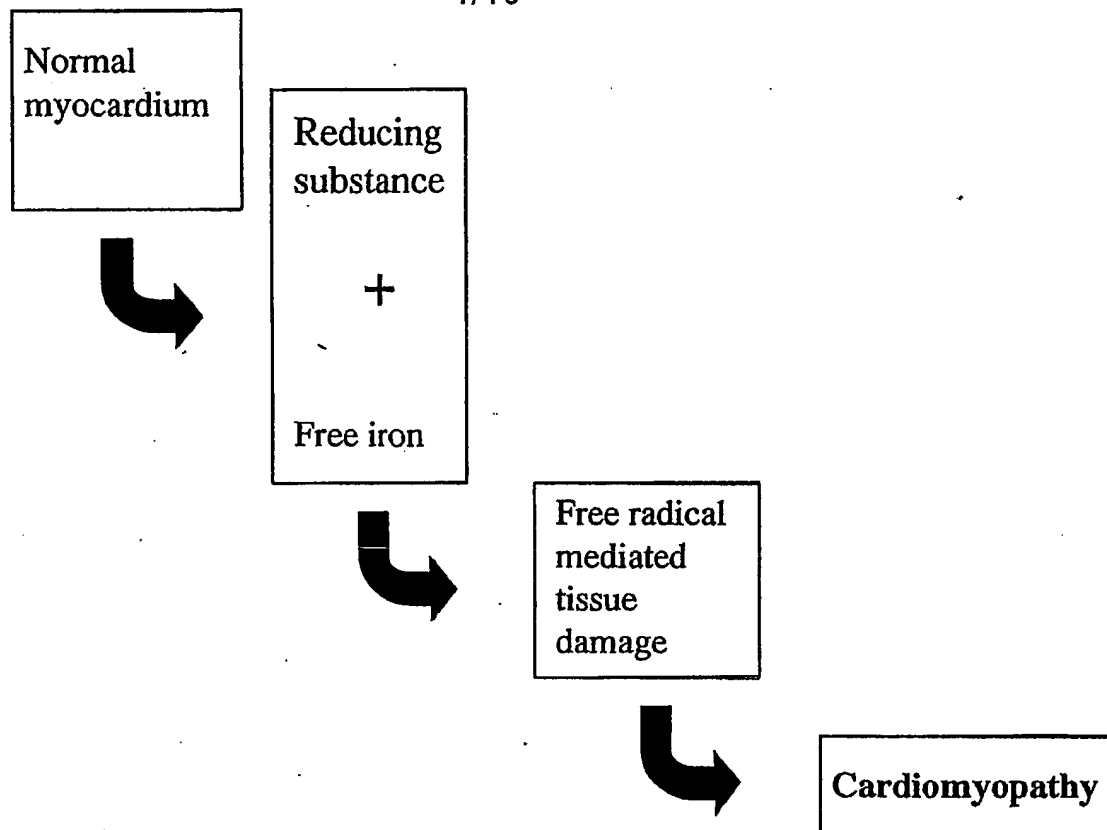 Normal
myocardium
Reducing
substance
+
Free iron
Free radical
mediated
tissue
damage
Cardiomyopathy